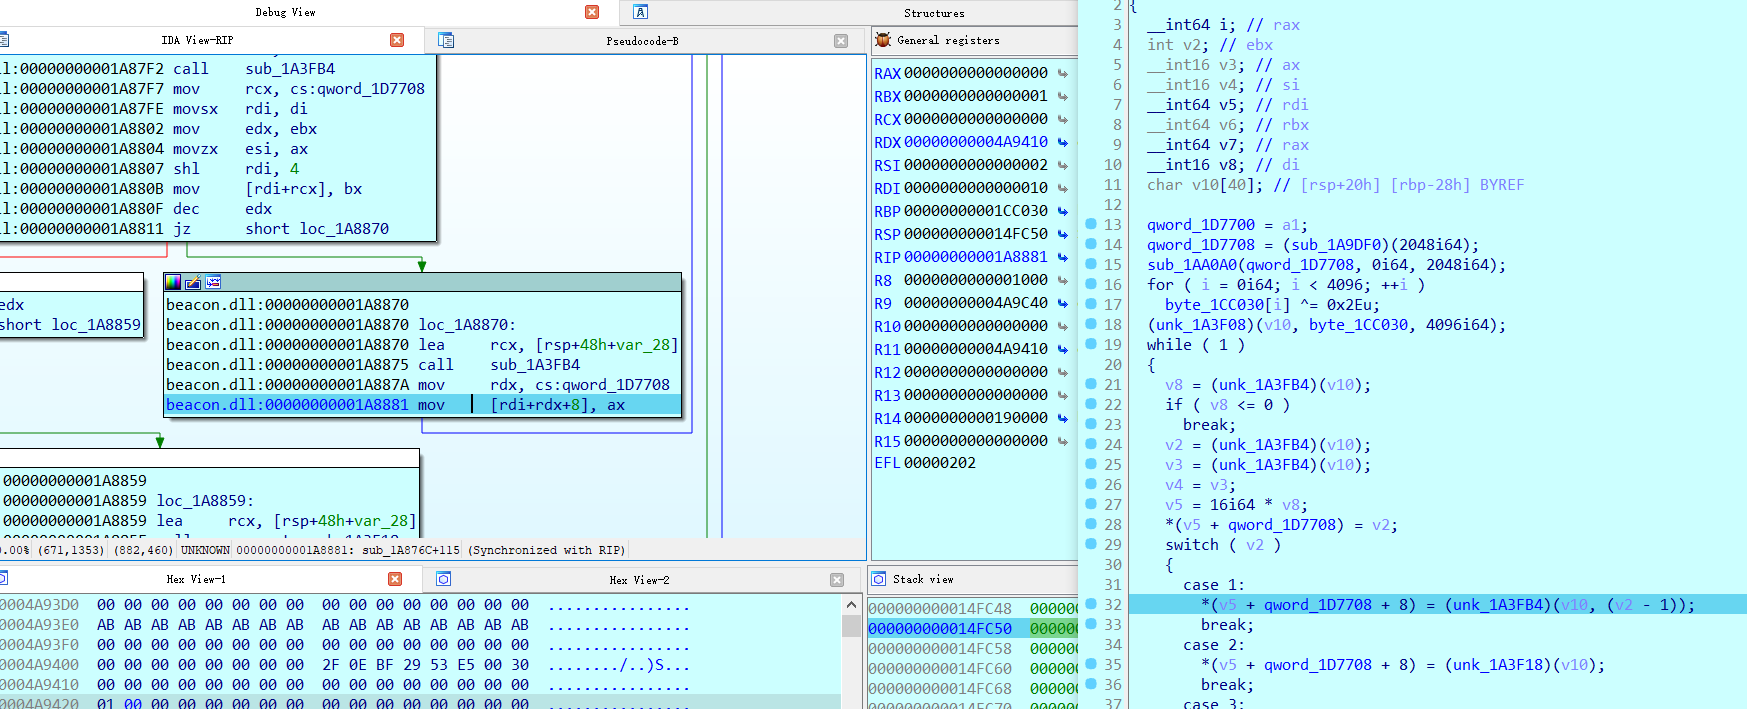 Debug View
Structures
IDA View-RIP
Pseudocode-B
General registers
ll:00000000001A87F2 call sub_1A3FB4
ll:00000000001A87F7 mov rcx, cs:qword_1D7708
ll:00000000001A87FE movsx rdi, di
ll:00000000001A8802 mov edx, ebx
ll:00000000001A8804 movzx esi, ax
ll:00000000001A8807 shl rdi, 4
ll:00000000001A880B mov [rdi+rcx], bx
ll:00000000001A880F dec edx
ll:00000000001A8811 jz short loc_1A8870
edx
short loc_1A8859
beacon.dll:00000000001A8870
beacon.dll:00000000001A8870 loc_1A8870:
beacon.dll:00000000001A8870 lea rcx, [rsp+48h+var_28]
beacon.dll:00000000001A8875 call sub_1A3FB4
beacon.dll:00000000001A887A mov rdx, cs:qword_1D7708
beacon.dll:00000000001A8881 mov [rdi+rdx+8], ax
00000000001A8859
00000000001A8859 loc_1A8859:
00000000001A8859 lea rcx, [rsp+48h+var_28]
0.00% (671,1353) (882,460) UNKNOWN 00000000001A8881: sub_1A876C+115 (Synchronized with RIP)
RAX 0000000000000000
RBX 0000000000000001
RCX 0000000000000000
RDX 00000000004A9410
RSI 0000000000000002
RDI 0000000000000010
RBP 00000000001CC030
RSP 000000000014FC50
RIP 00000000001A8881
R8 0000000000001000
R9 00000000004A9C40
R10 0000000000000000
R11 00000000004A9410
R12 0000000000000000
R13 0000000000000000
R14 0000000000190000
R15 0000000000000000
EFL 00000202
Hex View-1
Hex View-2
0004A93D0 00 00 00 00 00 00 00 00 00 00 00 00 00 00 00 00 ................
0004A93E0 AB AB AB AB AB AB AB AB AB AB AB AB AB AB AB AB ................
0004A93F0 00 00 00 00 00 00 00 00 00 00 00 00 00 00 00 00 ................
0004A9400 00 00 00 00 00 00 00 00 2F 0E BF 29 53 E5 00 30 ......../..)S...
0004A9410 00 00 00 00 00 00 00 00 00 00 00 00 00 00 00 00 ................
0004A9420 01 00 00 00 00 00 00 00 00 00 00 00 00 00 00 00 ................
Stack view
000000000014FC48 00000
000000000014FC50 00000
000000000014FC58 00000
000000000014FC60 00000
000000000014FC68 00000
000000000014FC70 00000
2 {
3 __int64 i; // rax
4 int v2; // ebx
5 __int16 v3; // ax
6 __int16 v4; // si
7 __int64 v5; // rdi
8 __int64 v6; // rbx
9 __int64 v7; // rax
10 __int16 v8; // di
11 char v10[40]; // [rsp+20h] [rbp-28h] BYREF
12
13 qword_1D7700 = a1;
14 qword_1D7708 = (sub_1A9DF0)(2048i64);
15 sub_1AA0A0(qword_1D7708, 0i64, 2048i64);
16 for ( i = 0i64; i < 4096; ++i )
17 byte_1CC030[i] ^= 0x2Eu;
18 (unk_1A3F08)(v10, byte_1CC030, 4096i64);
19 while ( 1 )
20 {
21 v8 = (unk_1A3FB4)(v10);
22 if ( v8 <= 0 )
23 break;
24 v2 = (unk_1A3FB4)(v10);
25 v3 = (unk_1A3FB4)(v10);
26 v4 = v3;
27 v5 = 16i64 * v8;
28 *(v5 + qword_1D7708) = v2;
29 switch ( v2 )
30 {
31 case 1:
32 *(v5 + qword_1D7708 + 8) = (unk_1A3FB4)(v10, (v2 - 1));
33 break;
34 case 2:
35 *(v5 + qword_1D7708 + 8) = (unk_1A3F18)(v10);
36 break;
37 case 3: